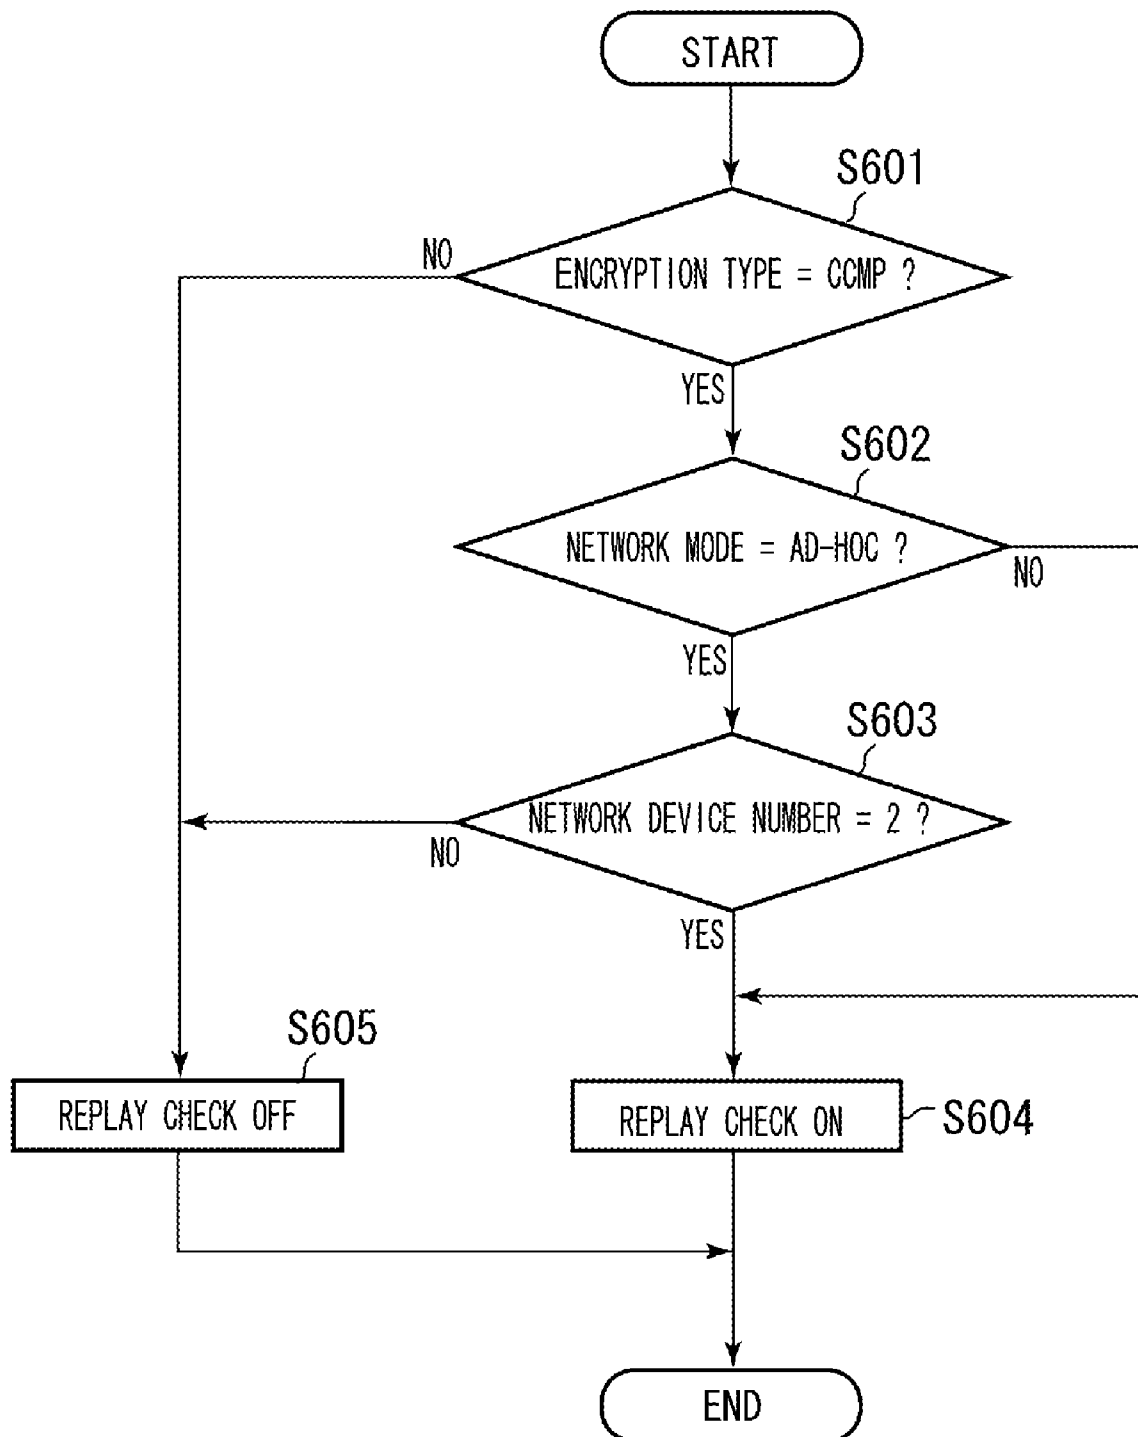 START
S601
NO
ENCRYPTION TYPE = CCMP ?
YES
S602
NETWORK MODE = AD-HOC ?
NO
YES
S603
NETWORK DEVICE NUMBER = 2 ?
NO
YES
S605
REPLAY CHECK OFF
REPLAY CHECK ON
S604
END